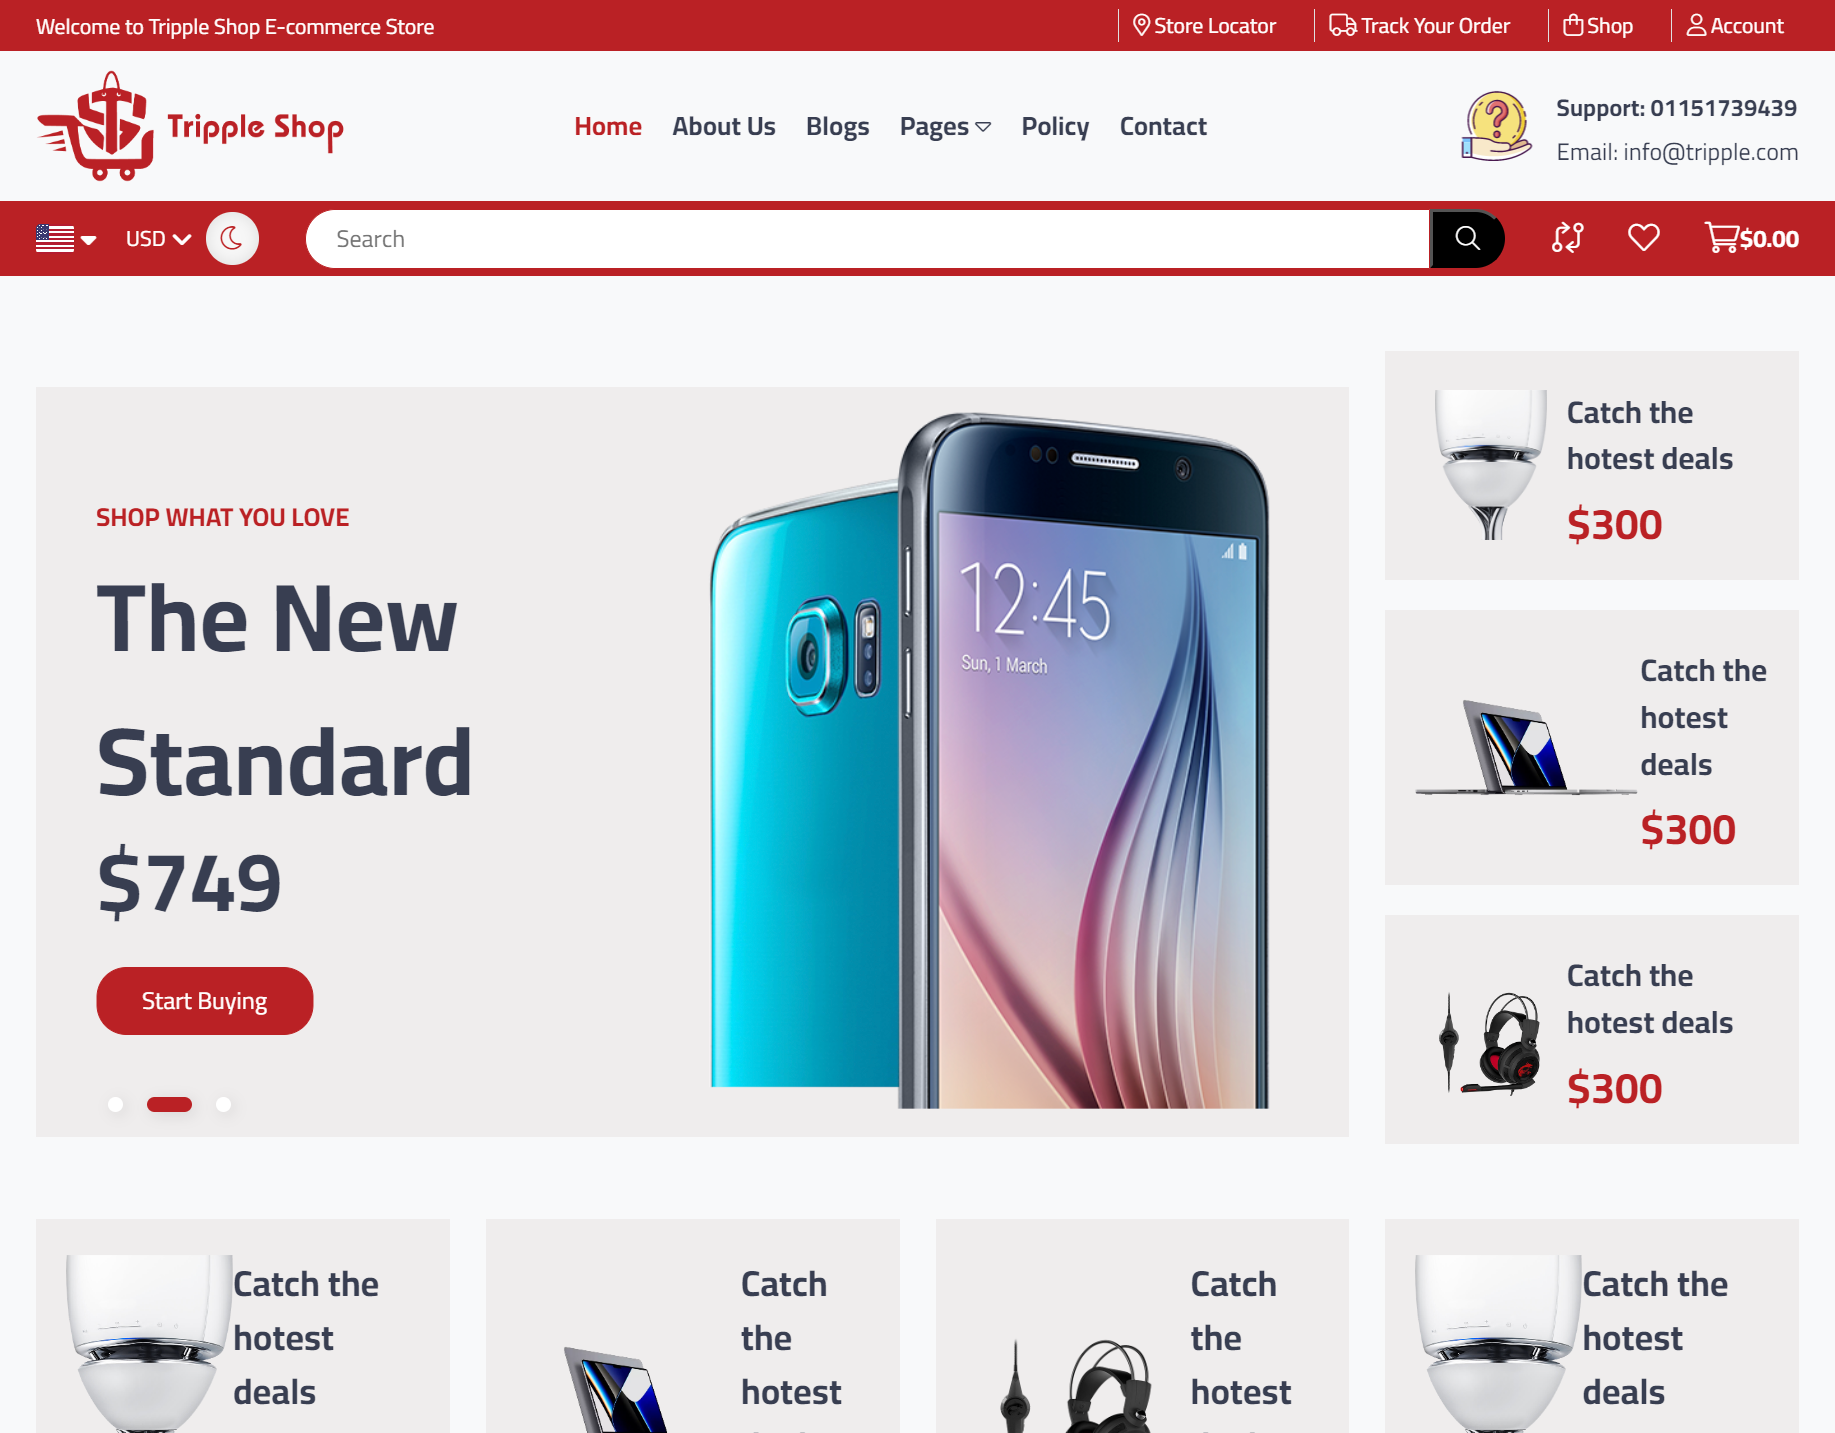 Welcome to Tripple Shop E-commerce Store
Store Locator
Track Your Order
Shop
Account
Tripple Shop
Home
About Us
Blogs
Pages
Policy
Contact
Support: 01151739439
Email: info@tripple.com
USD
Search
$0.00
SHOP WHAT YOU LOVE
The New
Standard
$749
Start Buying
12:45
Sun, 1 March
Catch the
hotest deals
$300
Catch the
hotest
deals
$300
Catch the
hotest deals
$300
Catch the
hotest
deals
Catch
the
hotest
Catch
the
hotest
Catch the
hotest
deals